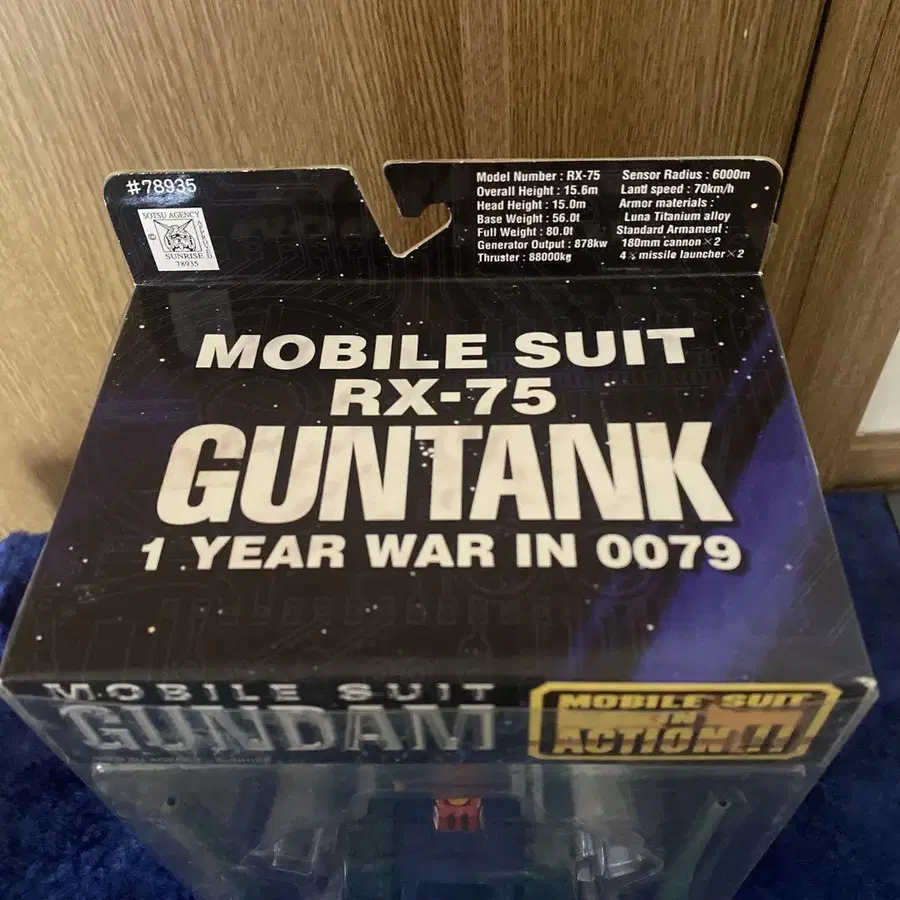 #78935
SOTSU AGENCY
APPROVED
©
SUNRISE
78935
Model Number : RX-75
Overall Height : 15.6m
Head Height : 15.0m
Base Weight : 56.0t
Full Weight : 80.0t
Generator Output : 878kw
Thruster : 88000kg
Sensor Radius : 6000m
Land speed : 70km/h
Armor materials :
Luna Titanium alloy
Standard Armament :
180mm cannon×2
4× missile launcher×2
MOBILE SUIT
RX-75
GUNTANK
1 YEAR WAR IN 0079
MOBILE SUIT
GUNDAM
MOBILE SUIT
IN
ACTION!!